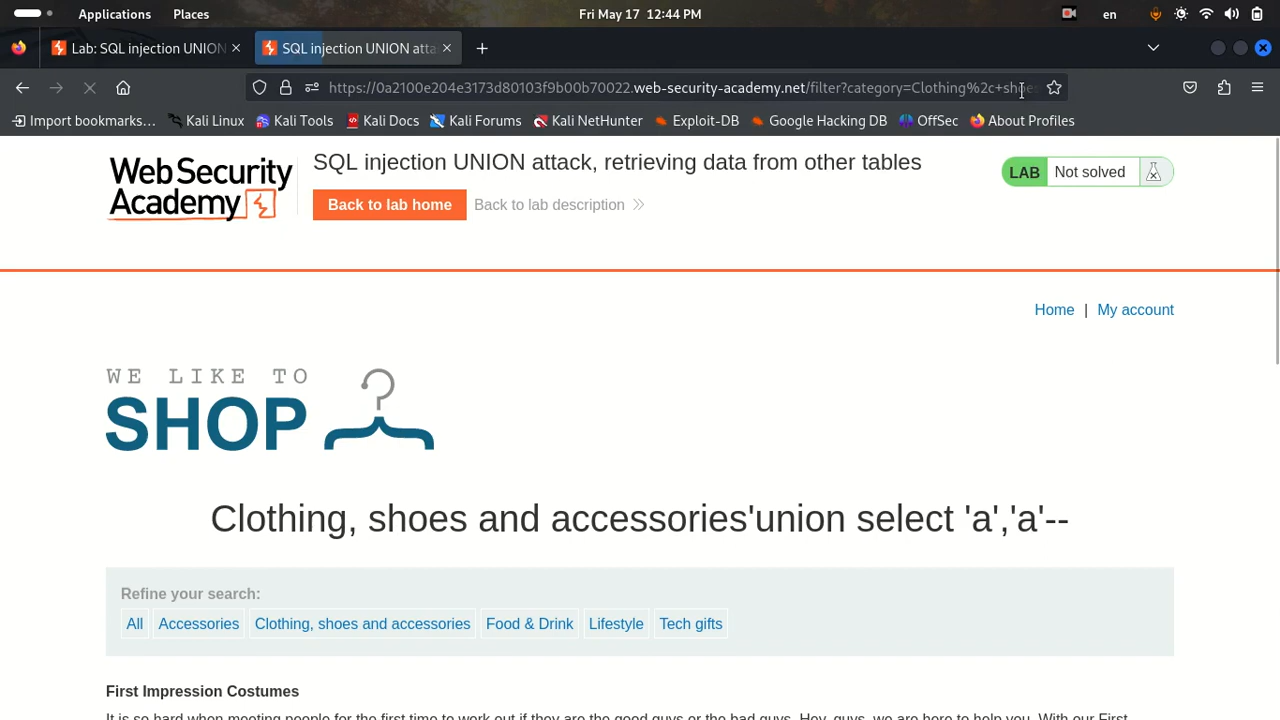 Applications Places Fri May 17 12:44 PM en
Lab: SQL injection UNION SQL injection UNION atta
https://0a2100e204e3173d80103f9b00b70022.web-security-academy.net/filter?category=Clothing%2c+shoes
Import bookmarks... Kali Linux Kali Tools Kali Docs Kali Forums Kali NetHunter Exploit-DB Google Hacking DB OffSec About Profiles
Web Security
Academy
SQL injection UNION attack, retrieving data from other tables
Back to lab home Back to lab description
LAB Not solved
Home | My account
WE LIKE TO
SHOP
Clothing, shoes and accessories'union select 'a','a'--
Refine your search:
All Accessories Clothing, shoes and accessories Food & Drink Lifestyle Tech gifts
First Impression Costumes
It is so hard when meeting people for the first time to work out if they are the good guys or the bad guys. Hey, guys, we are here to help you. With our First